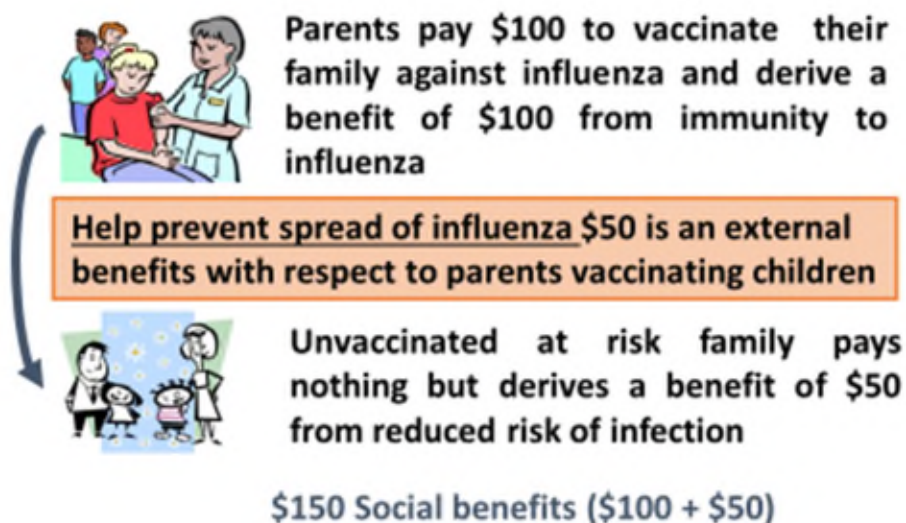 Parents pay $100 to vaccinate their
family against influenza and derive a
benefit of $100 from immunity to
influenza
Help prevent spread of influenza $50 is an external
benefits with respect to parents vaccinating children
Unvaccinated at risk family pays
nothing but derives a benefit of $50
from reduced risk of infection
$150 Social benefits ($100 + $50)